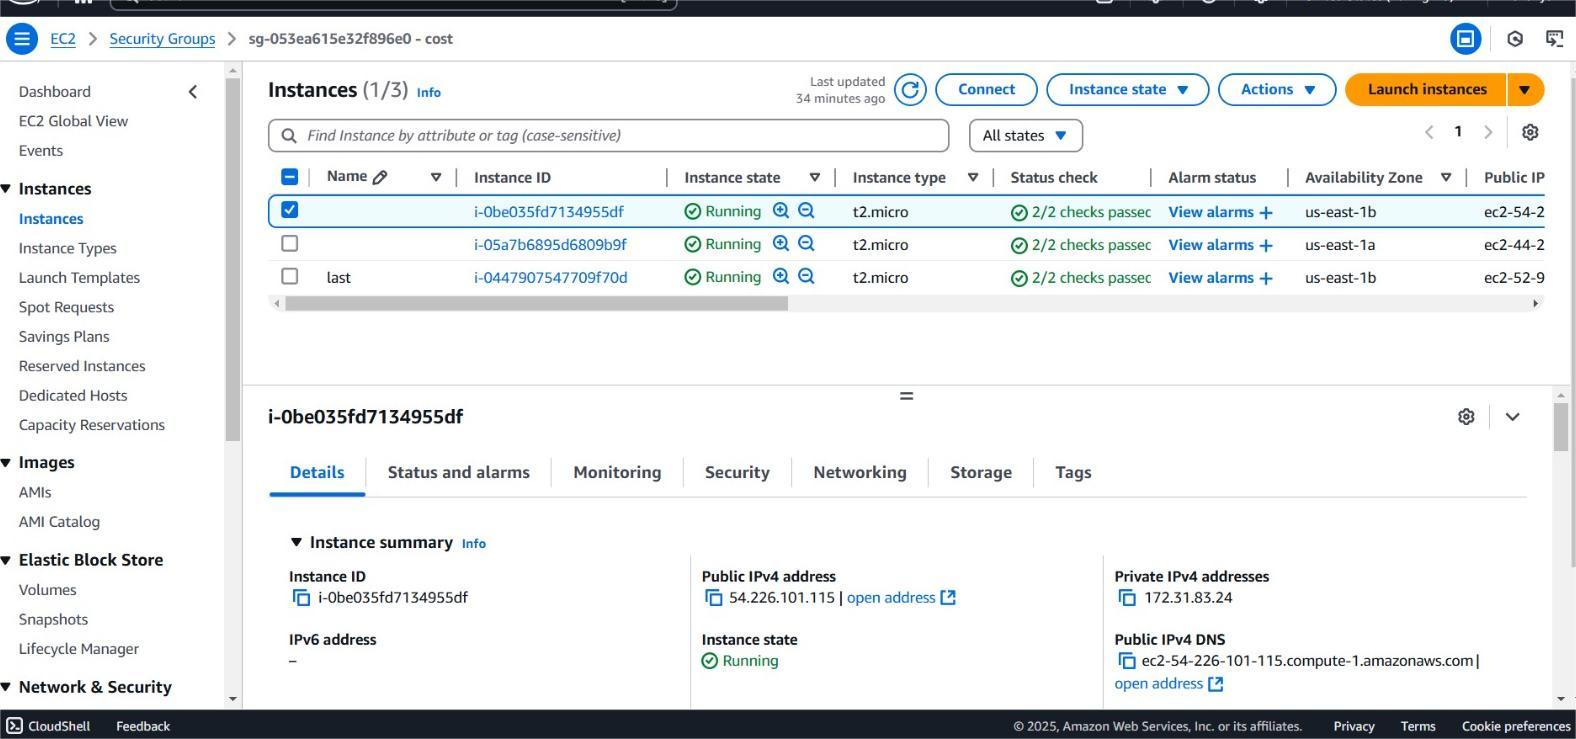 EC2 > Security Groups > sg-053ea615e32f896e0 - cost
Dashboard
EC2 Global View
Events
Instances
Instances
Instance Types
Launch Templates
Spot Requests
Savings Plans
Reserved Instances
Dedicated Hosts
Capacity Reservations
Images
AMIs
AMI Catalog
Elastic Block Store
Volumes
Snapshots
Lifecycle Manager
Network & Security
Instances (1/3) Info
Last updated
34 minutes ago
Connect
Instance state
Actions
Launch instances
Find Instance by attribute or tag (case-sensitive)
All states
1
Name Instance ID Instance state Instance type Status check Alarm status Availability Zone Public IP
i-0be035fd7134955df Running t2.micro 2/2 checks passec View alarms + us-east-1b ec2-54-2
i-05a7b6895d6809b9f Running t2.micro 2/2 checks passec View alarms + us-east-1a ec2-44-2
last i-0447907547709f70d Running t2.micro 2/2 checks passec View alarms + us-east-1b ec2-52-9
i-0be035fd7134955df
Details Status and alarms Monitoring Security Networking Storage Tags
Instance summary Info
Instance ID
i-0be035fd7134955df
Public IPv4 address
54.226.101.115 | open address
Private IPv4 addresses
172.31.83.24
IPv6 address
–
Instance state
Running
Public IPv4 DNS
ec2-54-226-101-115.compute-1.amazonaws.com |
open address
CloudShell Feedback © 2025, Amazon Web Services, Inc. or its affiliates. Privacy Terms Cookie preferences